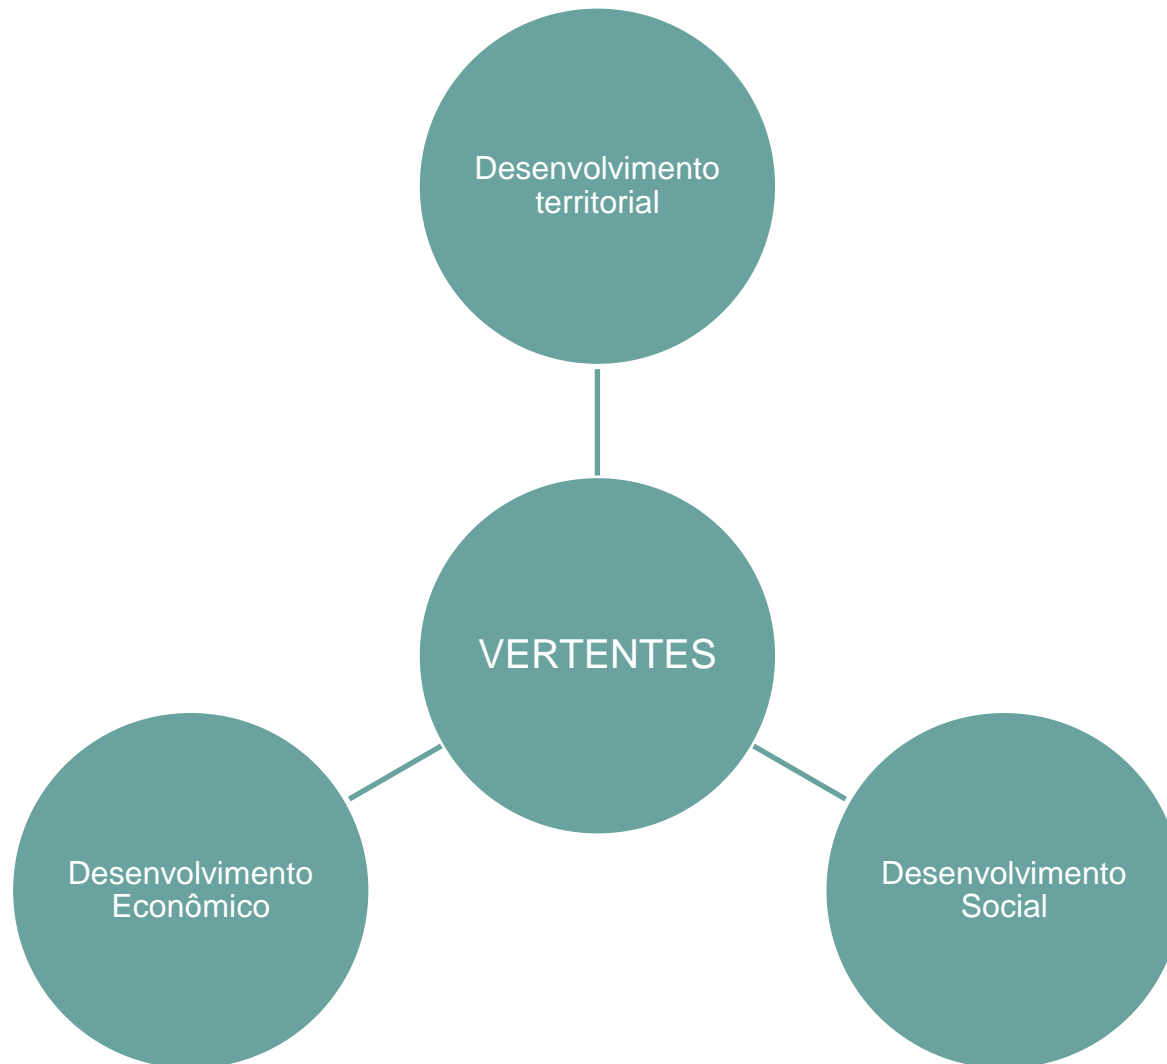 Desenvolvimento
territorial
VERTENTES
Desenvolvimento
Econômico
Desenvolvimento
Social